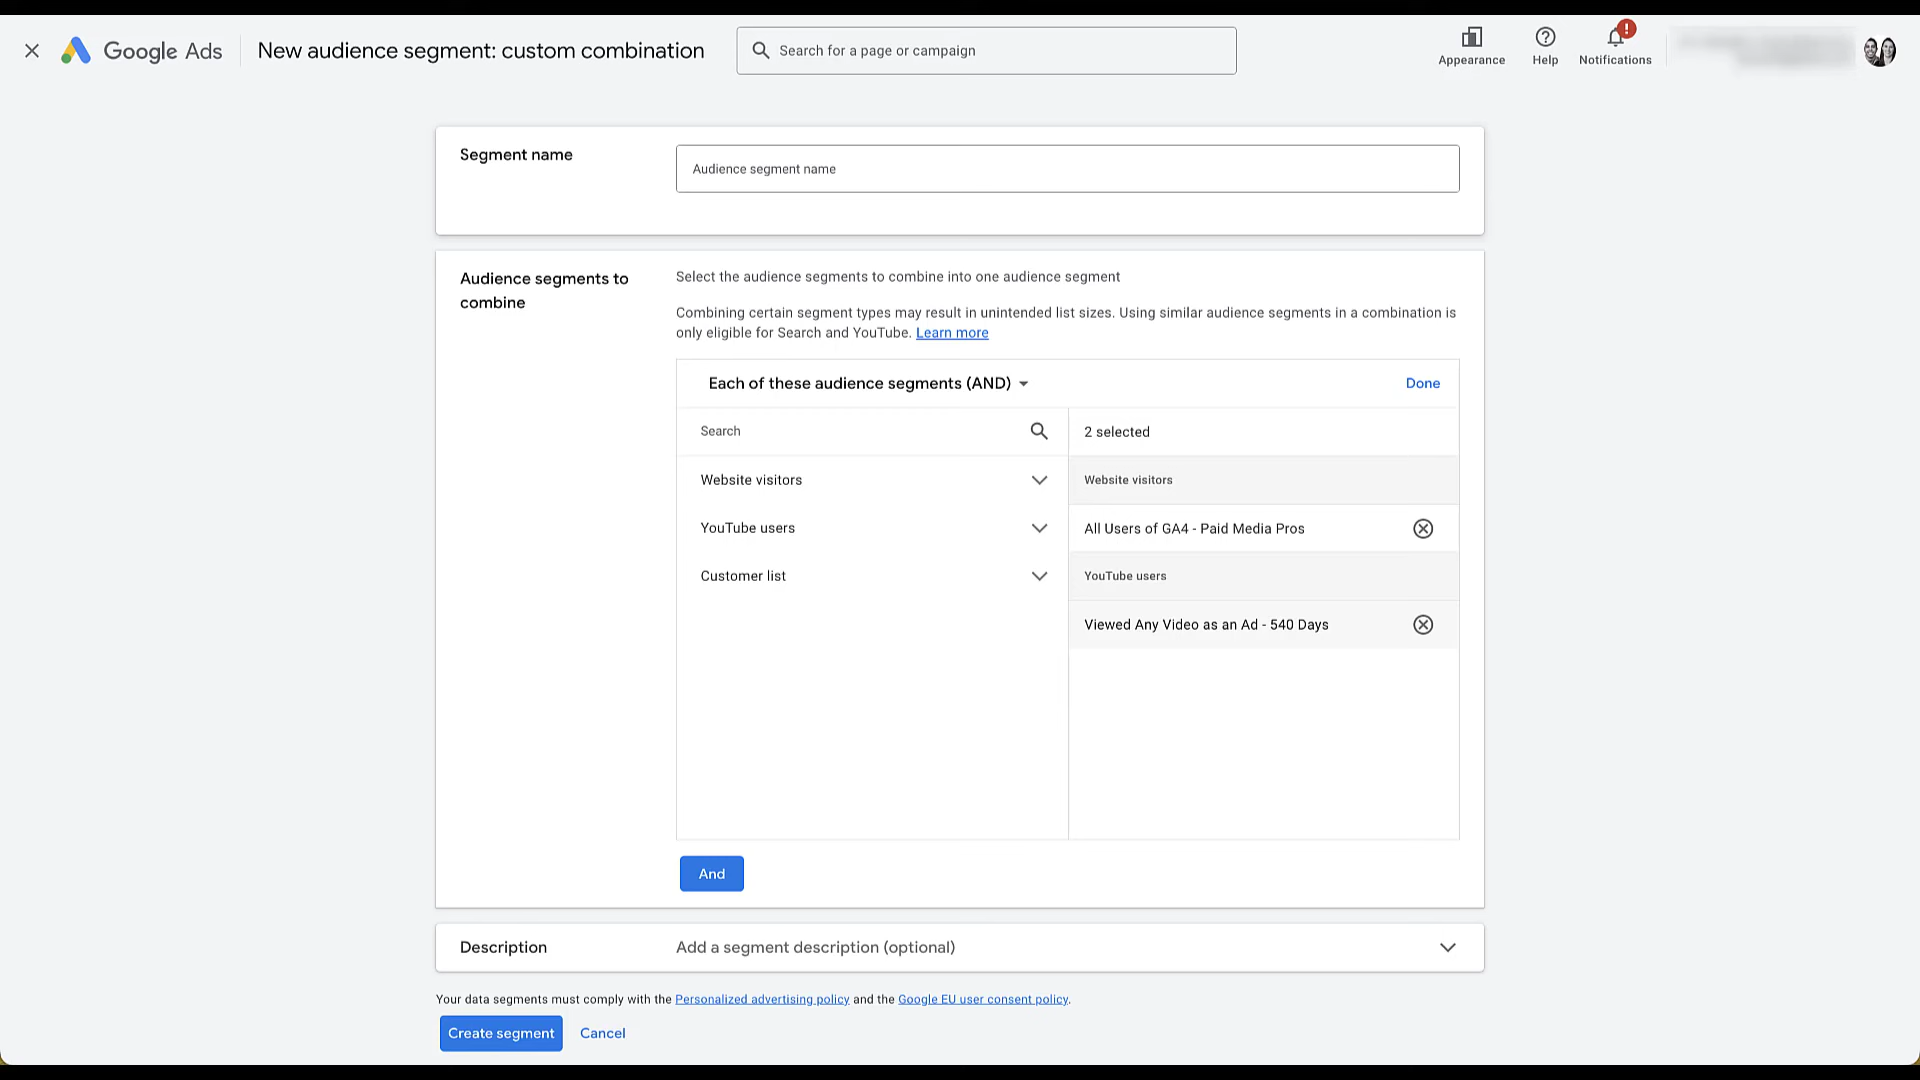 Google Ads
New audience segment: custom combination
Search for a page or campaign
Appearance
Help
!
Notifications
Segment name
Audience segment name
Audience segments to
combine
Select the audience segments to combine into one audience segment
Combining certain segment types may result in unintended list sizes. Using similar audience segments in a combination is
only eligible for Search and YouTube. Learn more
Each of these audience segments (AND)
Done
Search
2 selected
Website visitors
Website visitors
YouTube users
All Users of GA4 - Paid Media Pros
Customer list
YouTube users
Viewed Any Video as an Ad - 540 Days
And
Description
Add a segment description (optional)
Your data segments must comply with the Personalized advertising policy and the Google EU user consent policy.
Create segment
Cancel